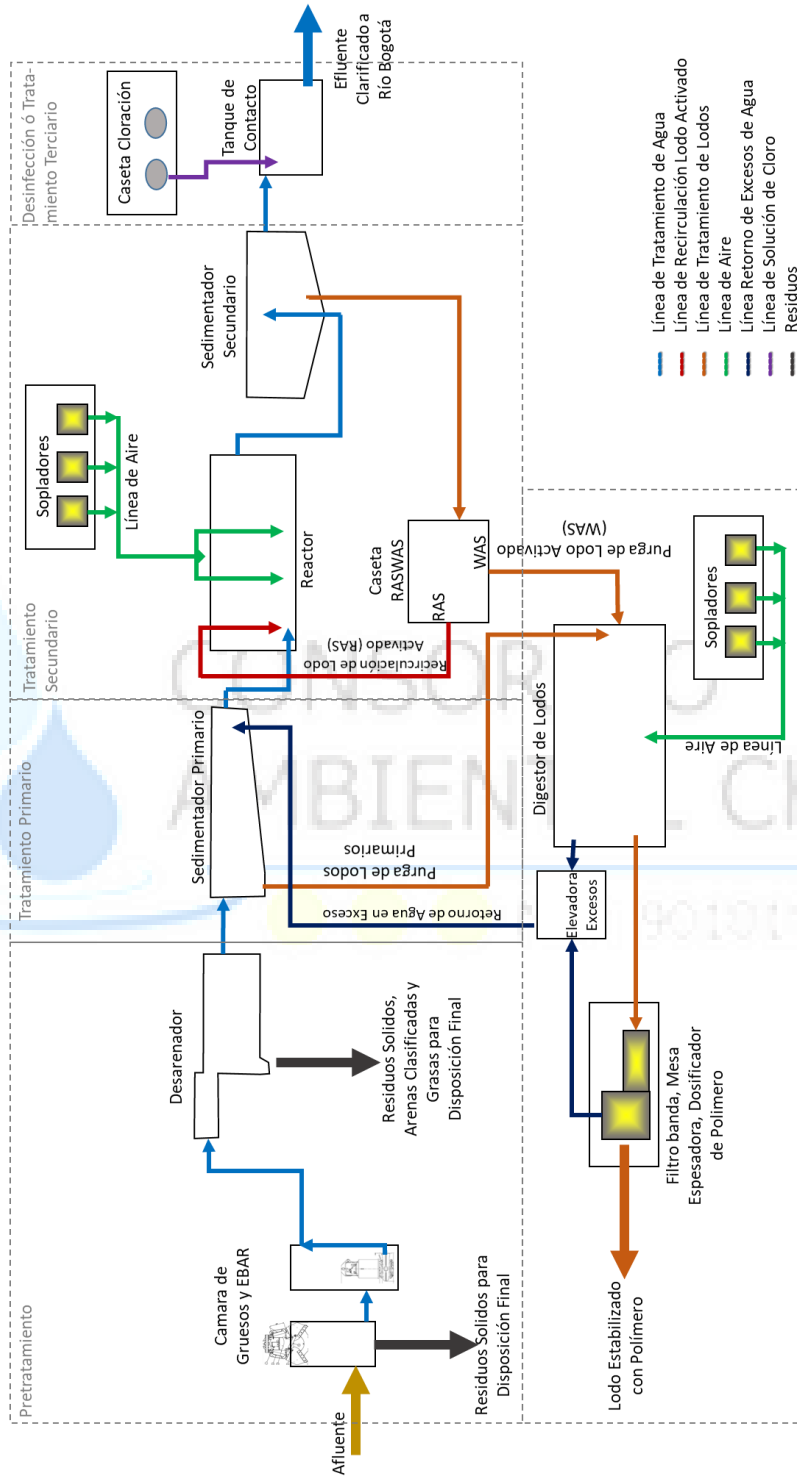 Pretratamiento
Tratamiento Primario
Tratamiento
Secundario
Desinfección ó Trata-
miento Terciario
Afluente
Camara de
Gruesos y EBAR
Residuos Solidos para
Disposición Final
Desarenador
Residuos Solidos,
Arenas Clasificadas y
Grasas para
Disposición Final
Sedimentador Primario
Purga de Lodos
Primarios
Retorno de Agua en Exceso
Sopladores
Línea de Aire
Reactor
Recirculación de Lodo
Activado (RAS)
Caseta
RASWAS
RAS
WAS
Purga de Lodo Activado
(WAS)
Sedimentador
Secundario
Caseta Cloración
Tanque de
Contacto
Efluente
Clarificado a
Río Bogotá
Lodo Estabilizado
con Polímero
Filtro banda, Mesa
Espesadora, Dosificador
de Polimero
Elevadora
Excesos
Digestor de Lodos
Línea de Aire
Sopladores
Línea de Tratamiento de Agua
Línea de Recirculación Lodo Activado
Línea de Tratamiento de Lodos
Línea de Aire
Línea Retorno de Excesos de Agua
Línea de Solución de Cloro
Residuos